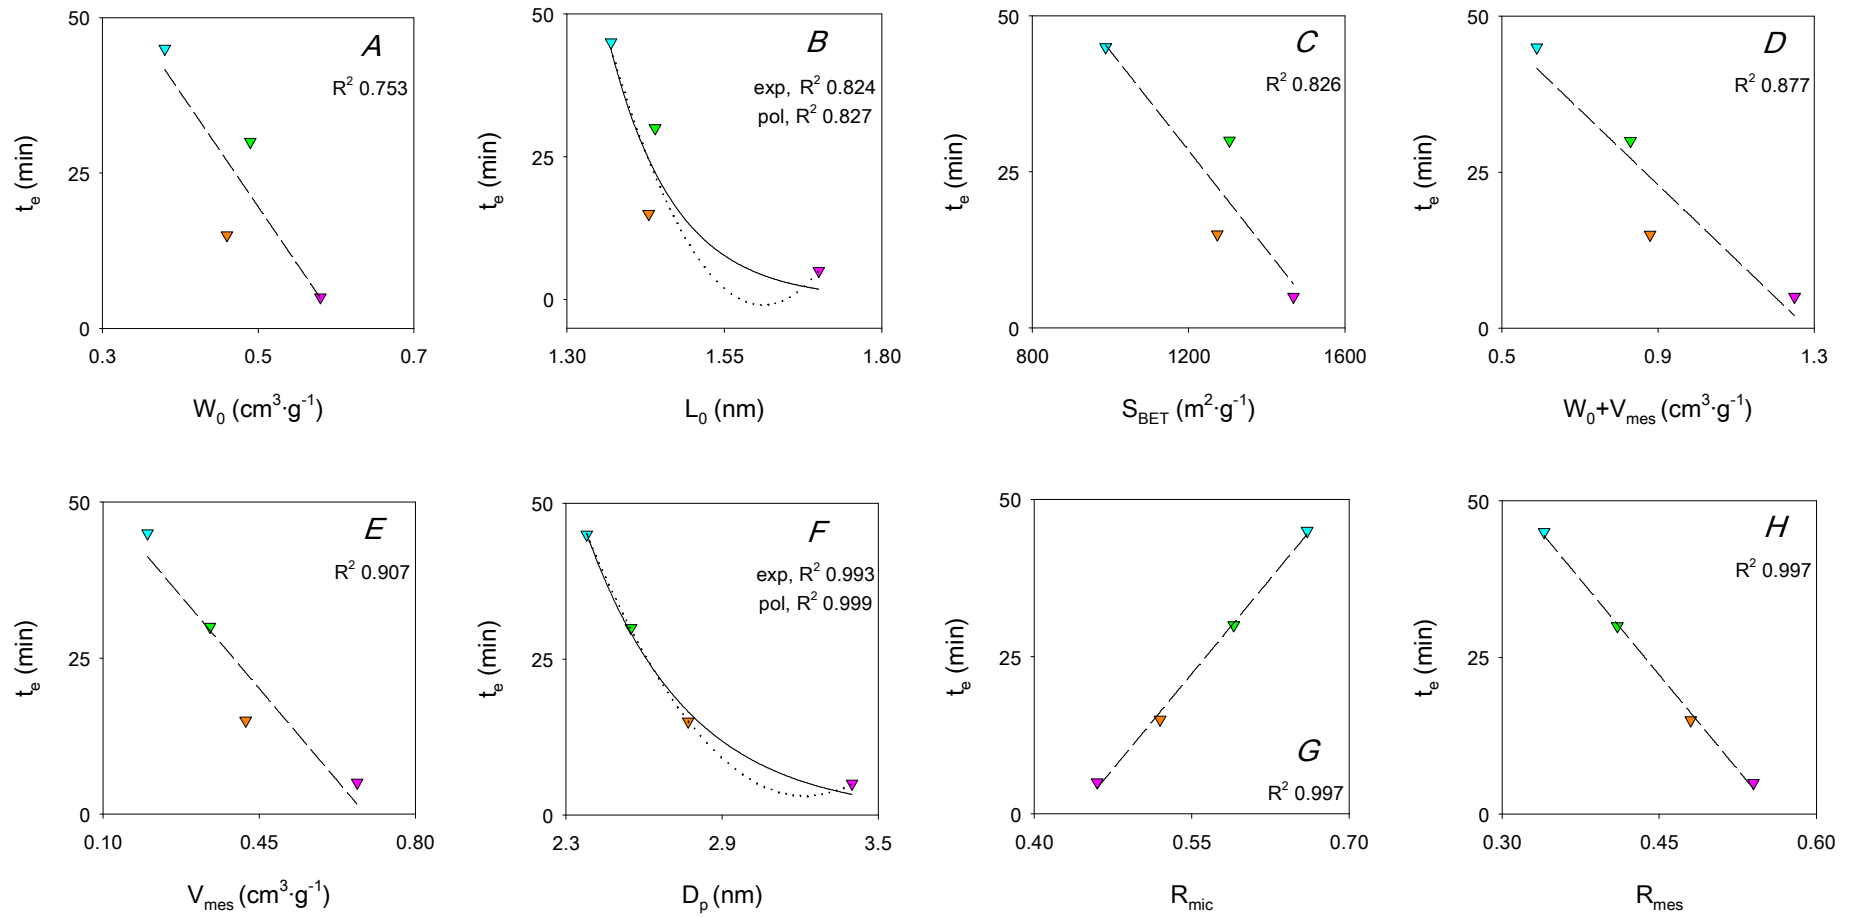 50
A
R² 0.753
tₑ (min)
25
0
0.3
0.5
0.7
W₀ (cm³·g⁻¹)
50
B
exp, R² 0.824
pol, R² 0.827
tₑ (min)
25
0
1.30
1.55
1.80
L₀ (nm)
50
C
R² 0.826
tₑ (min)
25
0
800
1200
1600
S_BET (m²·g⁻¹)
50
D
R² 0.877
tₑ (min)
25
0
0.5
0.9
1.3
W₀+V_mes (cm³·g⁻¹)
50
E
R² 0.907
tₑ (min)
25
0
0.10
0.45
0.80
V_mes (cm³·g⁻¹)
50
F
exp, R² 0.993
pol, R² 0.999
tₑ (min)
25
0
2.3
2.9
3.5
D_p (nm)
50
tₑ (min)
25
G
R² 0.997
0
0.40
0.55
0.70
R_mic
50
H
R² 0.997
tₑ (min)
25
0
0.30
0.45
0.60
R_mes